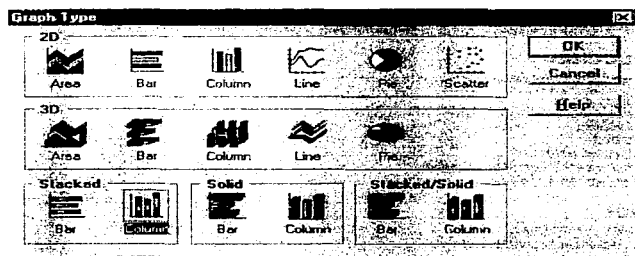 Graph Type
2D
Area Bar Column Line Pie Scatter
OK
Cancel
Help
3D
Area Bar Column Line Pie
Stacked Solid Stacked/Solid
Bar Column Bar Column Bar Column